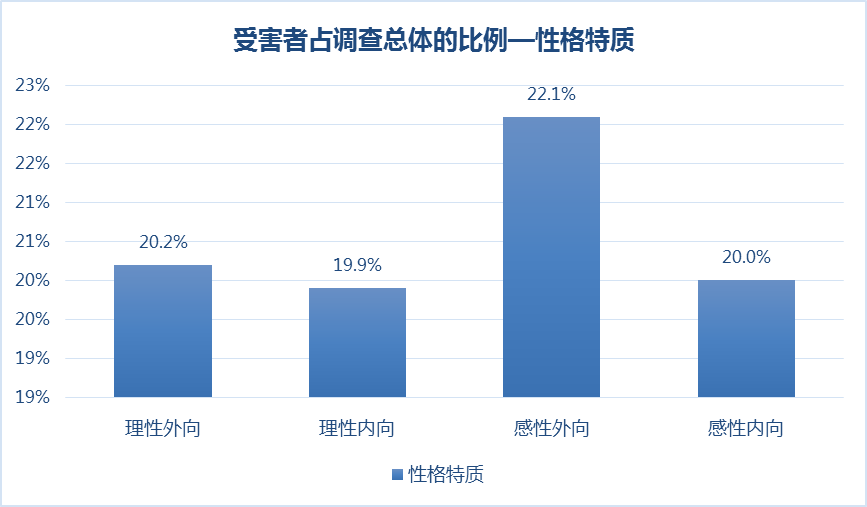 受害者占调查总体的比例—性格特质
23%
22%
22%
21%
21%
20%
20%
19%
19%
20.2%
19.9%
22.1%
20.0%
理性外向
理性内向
感性外向
感性内向
性格特质